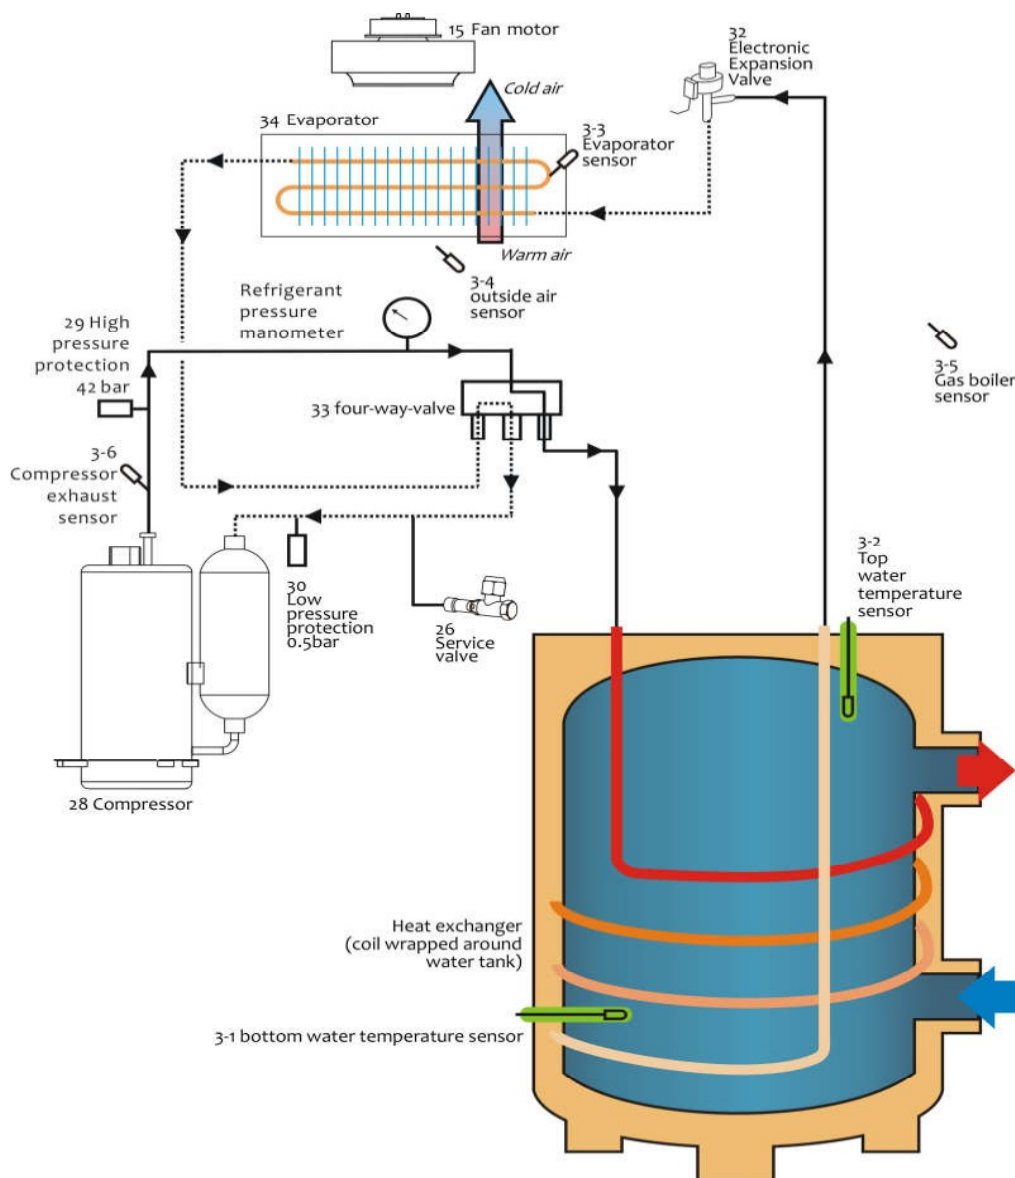 15 Fan motor
32
Electronic
Expansion
Valve
Cold air
34 Evaporator
3-3
Evaporator
sensor
Warm air
3-4
outside air
sensor
Refrigerant
pressure
manometer
29 High
pressure
protection
42 bar
3-5
Gas boiler
sensor
33 four-way-valve
3-6
Compressor
exhaust
sensor
3-2
Top
water
temperature
sensor
30
Low
pressure
protection
0.5bar
26
Service
valve
28 Compressor
Heat exchanger
(coil wrapped around
water tank)
3-1 bottom water temperature sensor